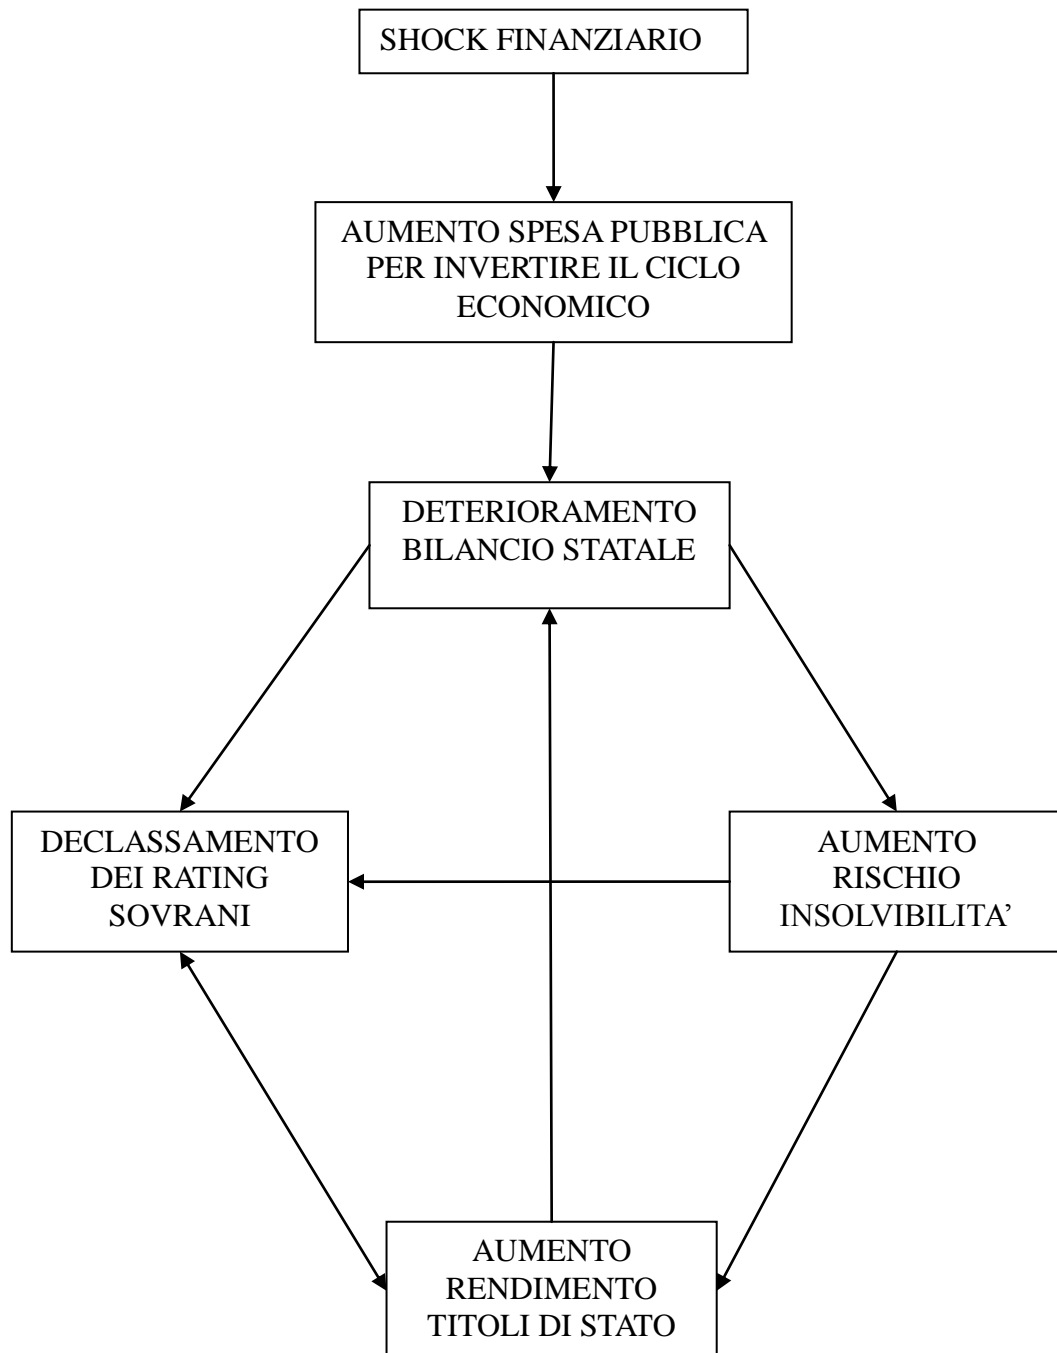 SHOCK FINANZIARIO
AUMENTO SPESA PUBBLICA
PER INVERTIRE IL CICLO
ECONOMICO
DETERIORAMENTO
BILANCIO STATALE
DECLASSAMENTO
DEI RATING
SOVRANI
AUMENTO
RISCHIO
INSOLVIBILITA’
AUMENTO
RENDIMENTO
TITOLI DI STATO